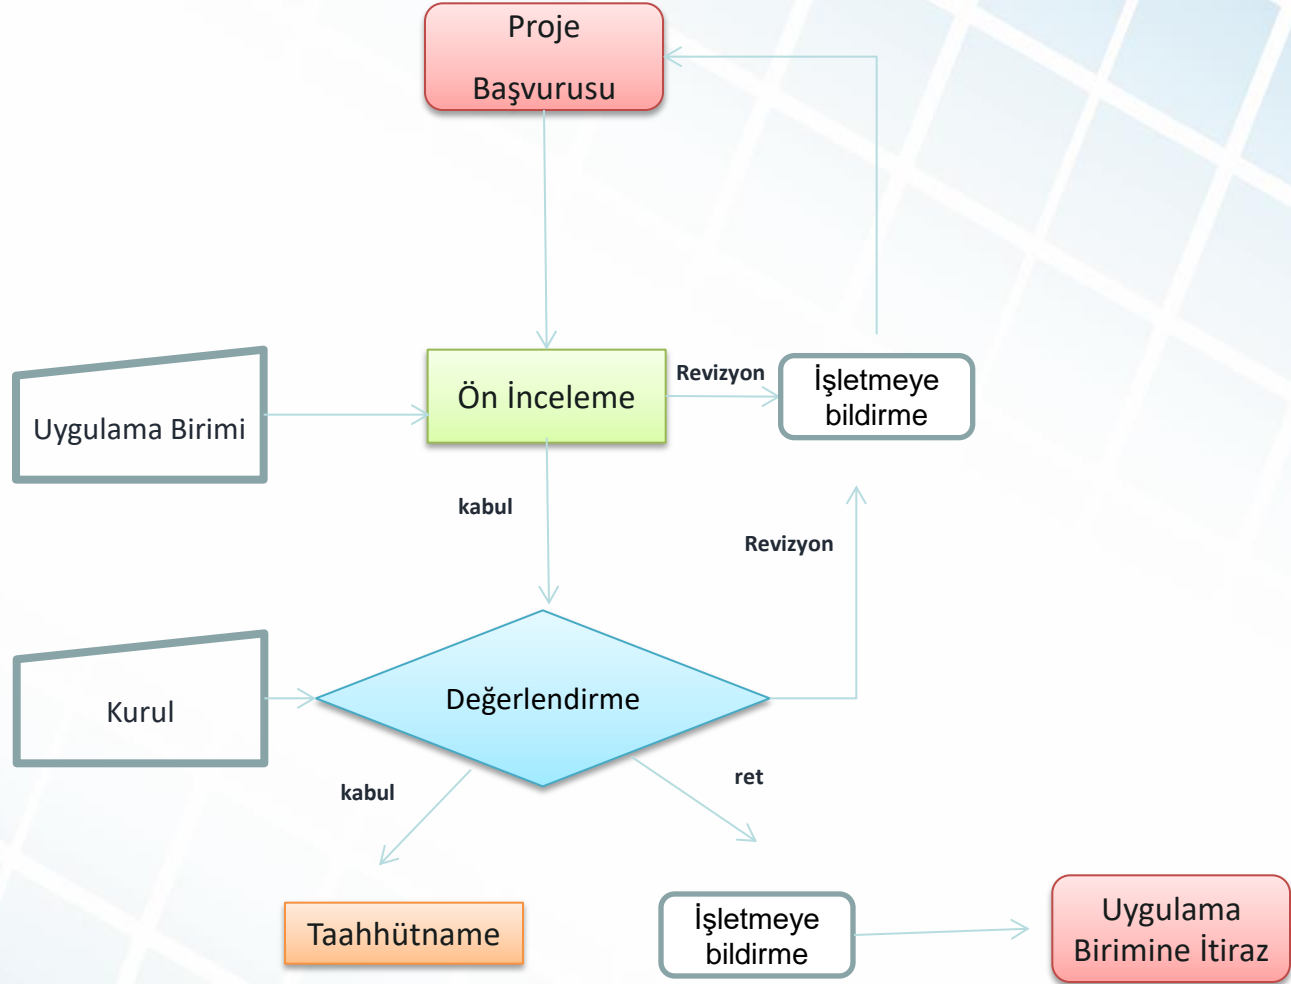 Proje
Başvurusu
Ön İnceleme
Revizyon
İşletmeye
bildirme
Uygulama Birimi
kabul
Revizyon
Kurul
Değerlendirme
kabul
ret
Taahhütname
İşletmeye
bildirme
Uygulama
Birimine İtiraz